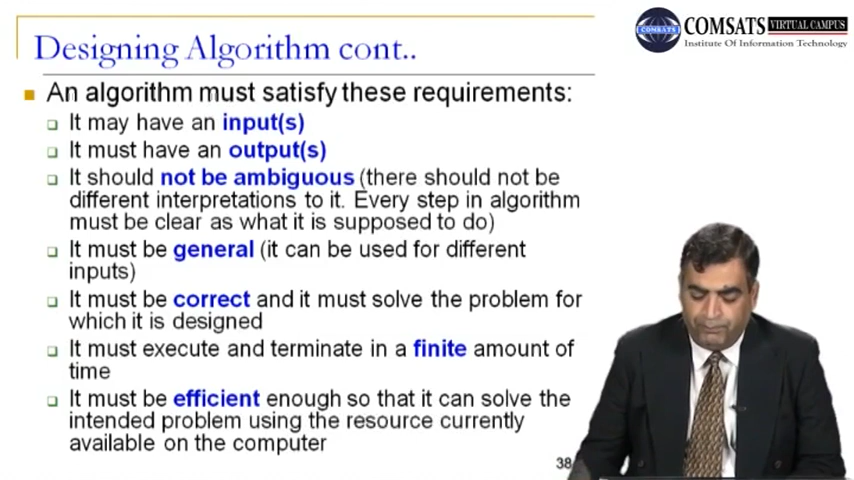 Designing Algorithm cont..
COMSATS VIRTUAL CAMPUS
COMSATS
Institute Of Information Technology
An algorithm must satisfy these requirements:
It may have an input(s)
It must have an output(s)
It should not be ambiguous (there should not be
different interpretations to it. Every step in algorithm
must be clear as what it is supposed to do)
It must be general (it can be used for different
inputs)
It must be correct and it must solve the problem for
which it is designed
It must execute and terminate in a finite amount of
time
It must be efficient enough so that it can solve the
intended problem using the resource currently
available on the computer
38